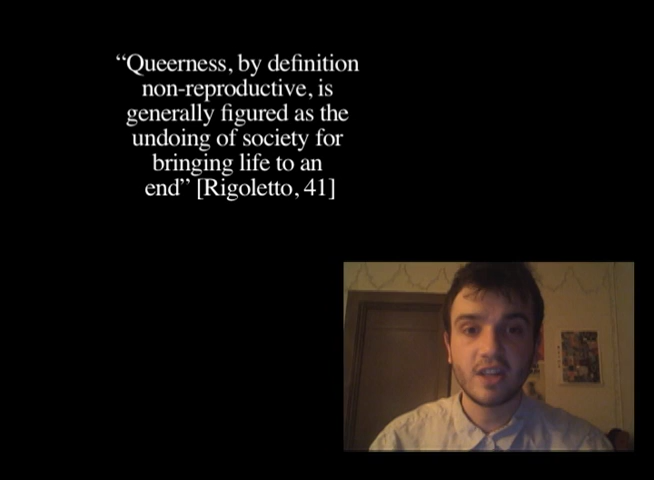 “Queerness, by definition
non-reproductive, is
generally figured as the
undoing of society for
bringing life to an
end” [Rigoletto, 41]